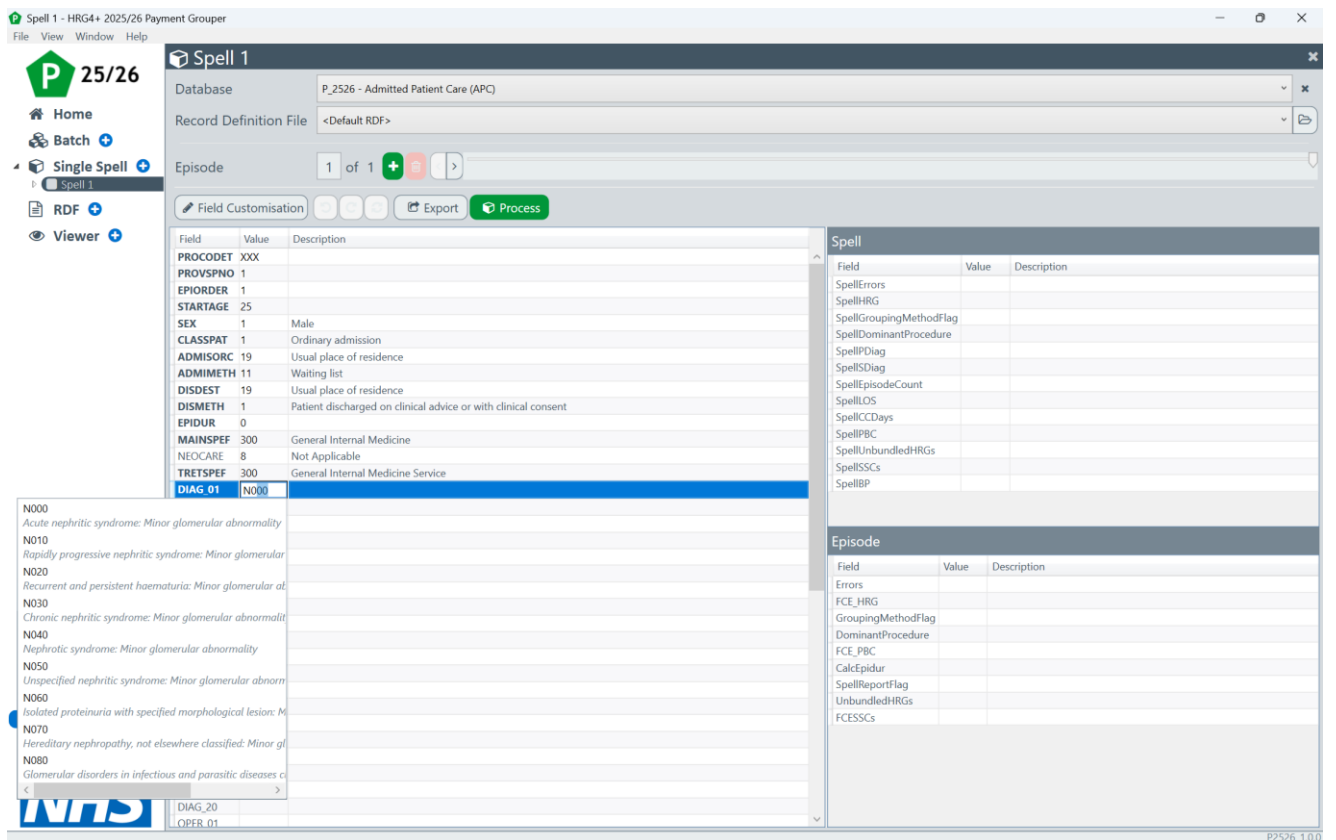 Spell 1 - HRG4+ 2025/26 Payment Grouper
File View Window Help
P 25/26
Home
Batch
Single Spell
Spell 1
RDF
Viewer
Spell 1
Database P_2526 - Admitted Patient Care (APC)
Record Definition File <Default RDF>
Episode 1 of 1
Field Customisation Export Process
Field Value Description
PROCODET XXX
PROVSPNO 1
EPIORDER 1
STARTAGE 25
SEX 1 Male
CLASSPAT 1 Ordinary admission
ADMISORC 19 Usual place of residence
ADMIMETH 11 Waiting list
DISDEST 19 Usual place of residence
DISMETH 1 Patient discharged on clinical advice or with clinical consent
EPIDUR 0
MAINSPEF 300 General Internal Medicine
NEOCARE 8 Not Applicable
TRETSPEF 300 General Internal Medicine Service
DIAG_01 N000
N000
Acute nephritic syndrome: Minor glomerular abnormality
N010
Rapidly progressive nephritic syndrome: Minor glomerular
N020
Recurrent and persistent haematuria: Minor glomerular ab
N030
Chronic nephritic syndrome: Minor glomerular abnormalit
N040
Nephrotic syndrome: Minor glomerular abnormality
N050
Unspecified nephritic syndrome: Minor glomerular abnorm
N060
Isolated proteinuria with specified morphological lesion: M
N070
Hereditary nephropathy, not elsewhere classified: Minor gl
N080
Glomerular disorders in infectious and parasitic diseases c
NHS
DIAG_20
OPER_01
Spell
Field Value Description
SpellErrors
SpellHRG
SpellGroupingMethodFlag
SpellDominantProcedure
SpellPDiag
SpellSDiag
SpellEpisodeCount
SpellLOS
SpellCCDays
SpellPBC
SpellUnbundledHRGs
SpellSSCs
SpellBP
Episode
Field Value Description
Errors
FCE_HRG
GroupingMethodFlag
DominantProcedure
FCE_PBC
CalcEpidur
SpellReportFlag
UnbundledHRGs
FCESSCs
P2526_1.0.0